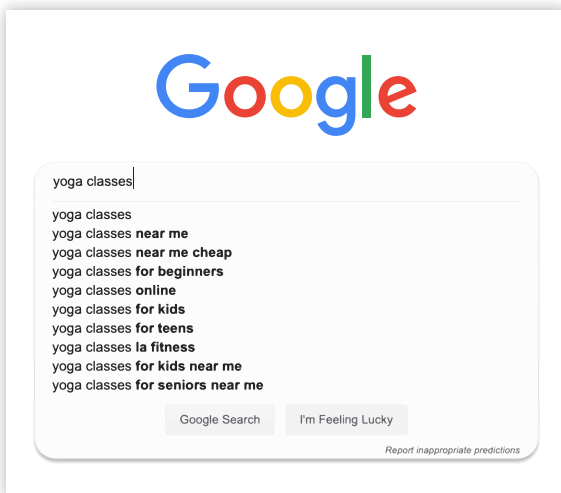 Google
yoga classes
yoga classes
yoga classes near me
yoga classes near me cheap
yoga classes for beginners
yoga classes online
yoga classes for kids
yoga classes for teens
yoga classes la fitness
yoga classes for kids near me
yoga classes for seniors near me
Google Search I'm Feeling Lucky
Report inappropriate predictions